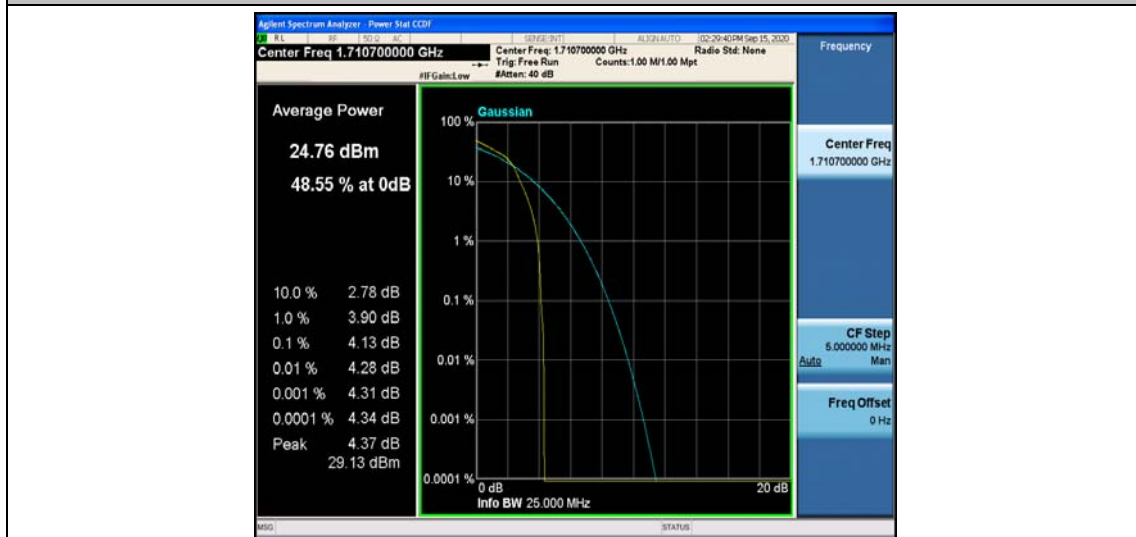 Agilent Spectrum Analyzer - Power Stat CCDF
RL RF 50 Ω AC SENSE:INT ALIGN AUTO 02:29:40 PM Sep 15, 2020
Center Freq 1.710700000 GHz
Center Freq: 1.710700000 GHz Radio Std: None
Trig: Free Run Counts:1.00 M/1.00 Mpt
#IFGain:Low #Atten: 40 dB
Frequency
Average Power
24.76 dBm
48.55 % at 0dB
10.0 % 2.78 dB
1.0 % 3.90 dB
0.1 % 4.13 dB
0.01 % 4.28 dB
0.001 % 4.31 dB
0.0001 % 4.34 dB
Peak 4.37 dB
29.13 dBm
Gaussian
100 %
10 %
1 %
0.1 %
0.01 %
0.001 %
0.0001 %
0 dB 20 dB
Info BW 25.000 MHz
Center Freq
1.710700000 GHz
CF Step
5.000000 MHz
Auto Man
Freq Offset
0 Hz
MSG STATUS